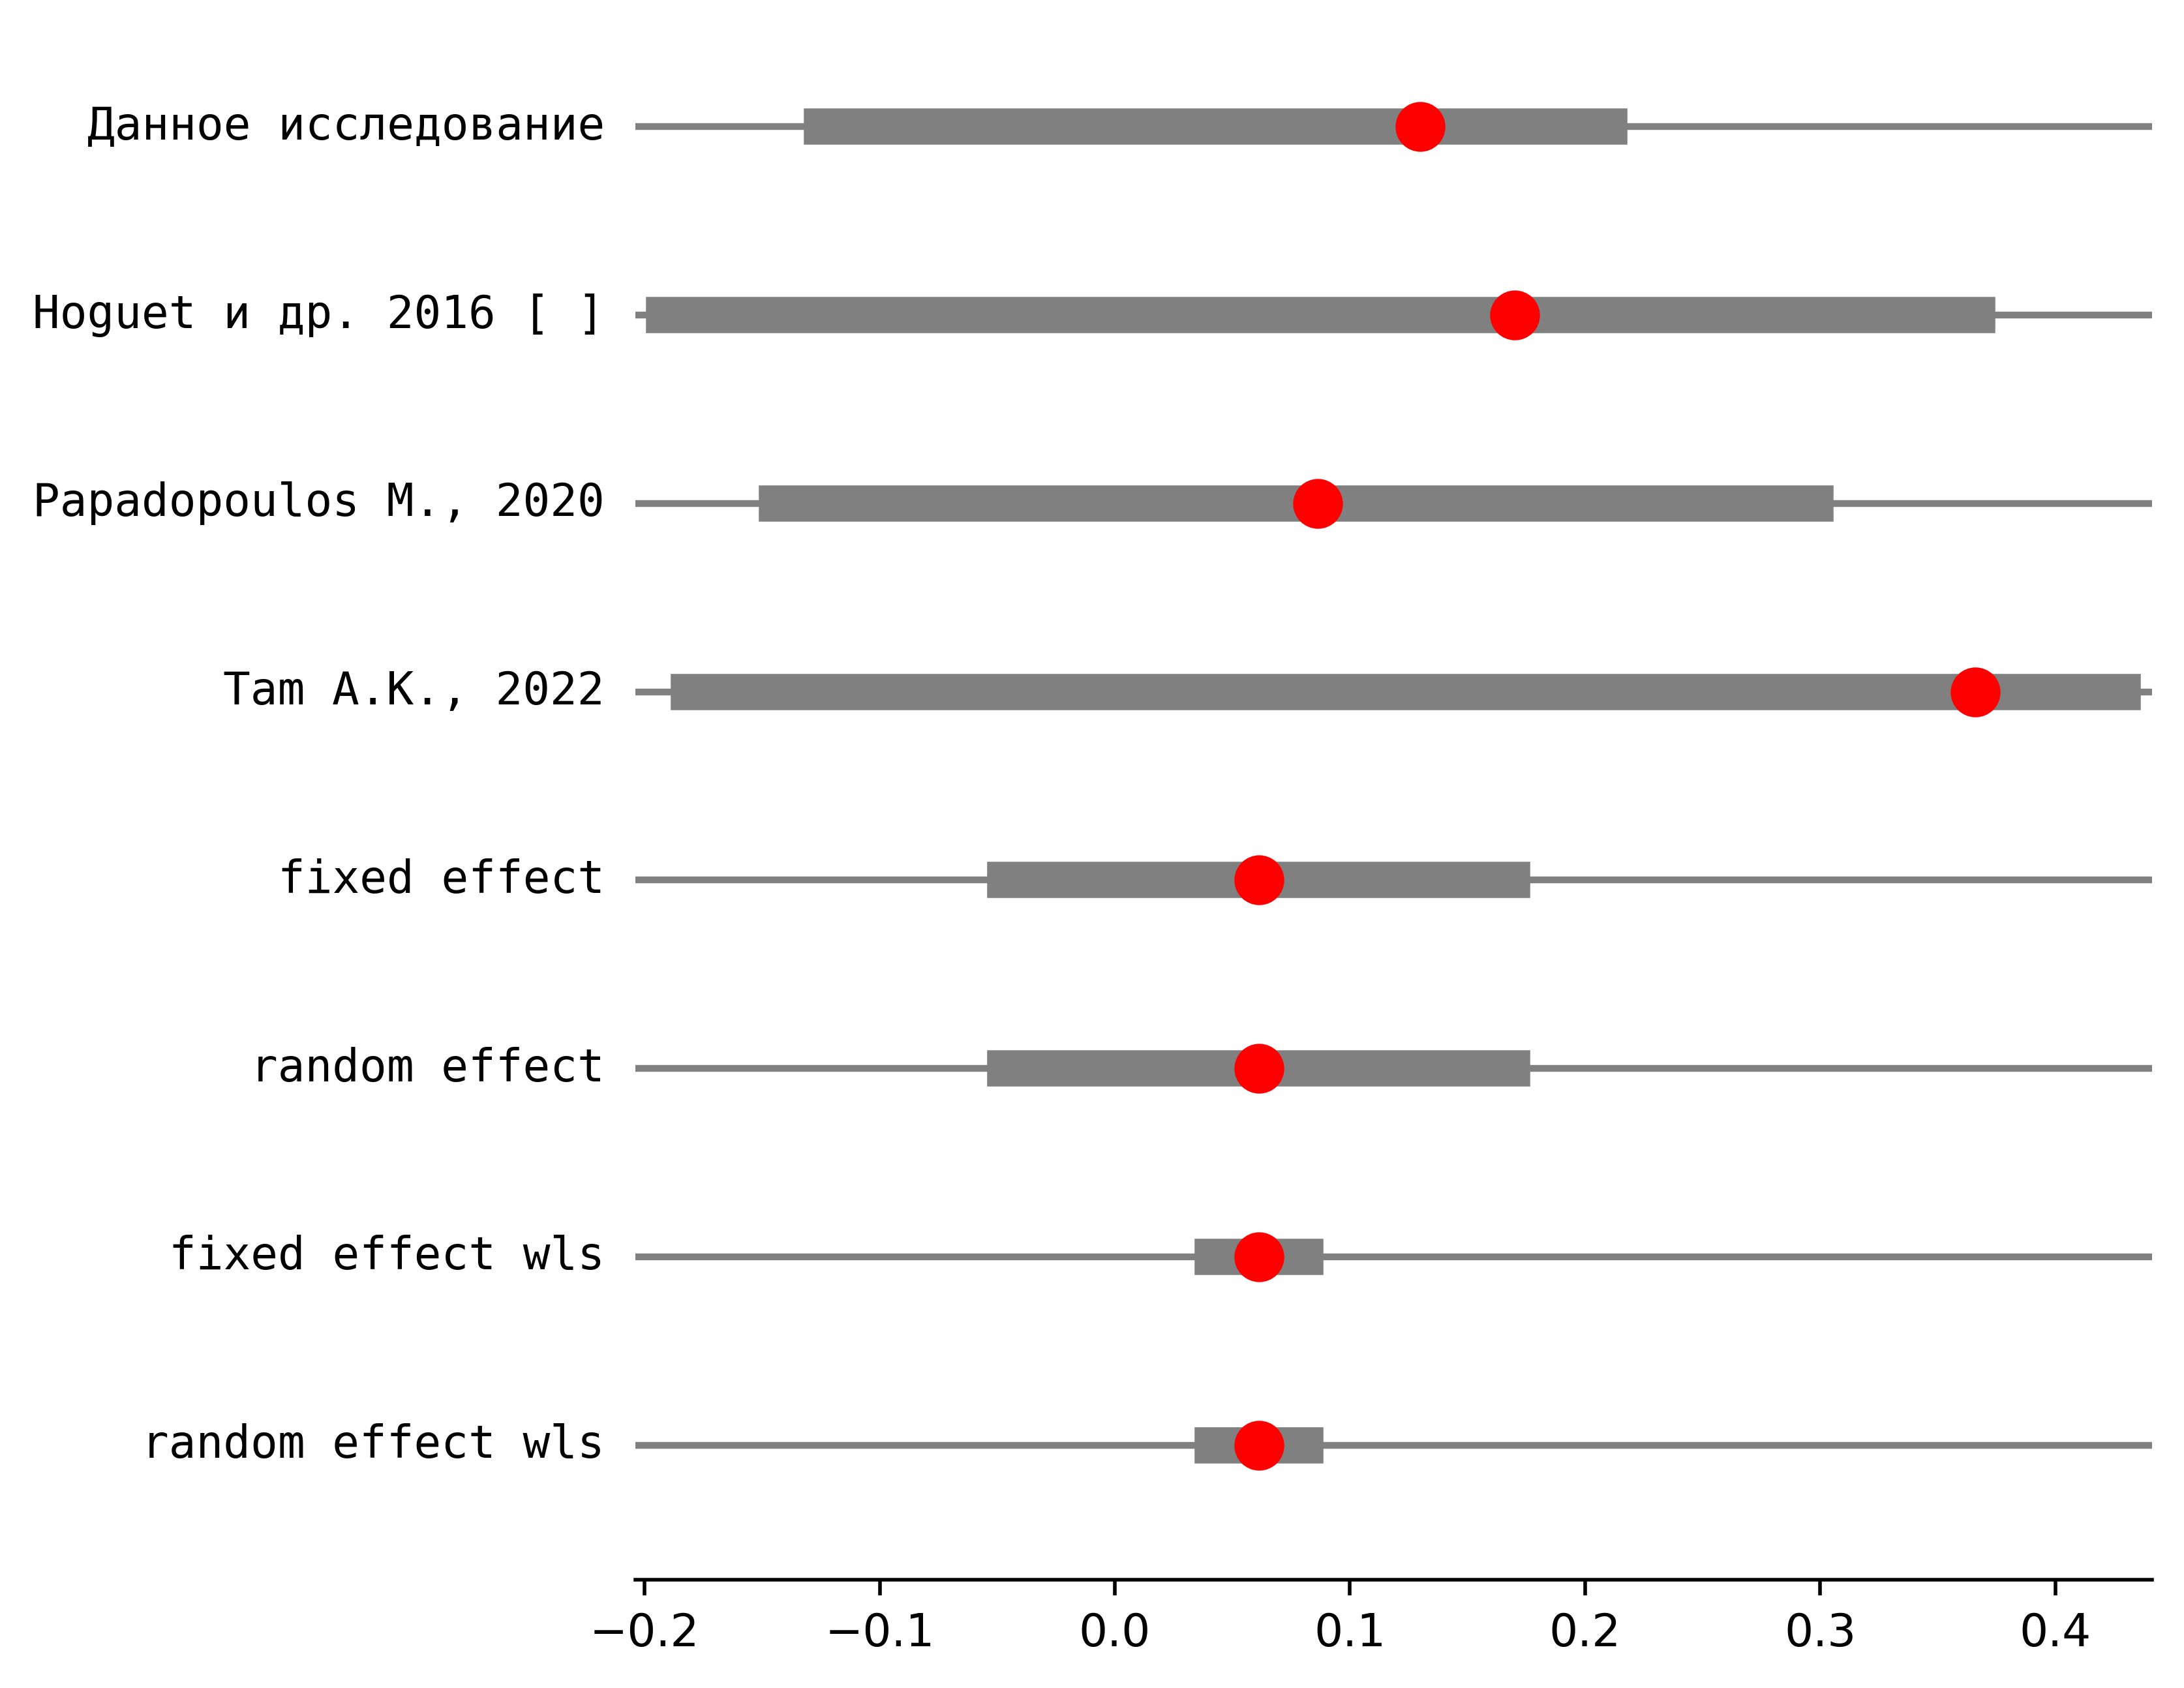 Данное исследование
Hoguet и др. 2016 [ ]
Papadopoulos M., 2020
Tam A.K., 2022
fixed effect
random effect
fixed effect wls
random effect wls
−0.2 −0.1 0.0 0.1 0.2 0.3 0.4